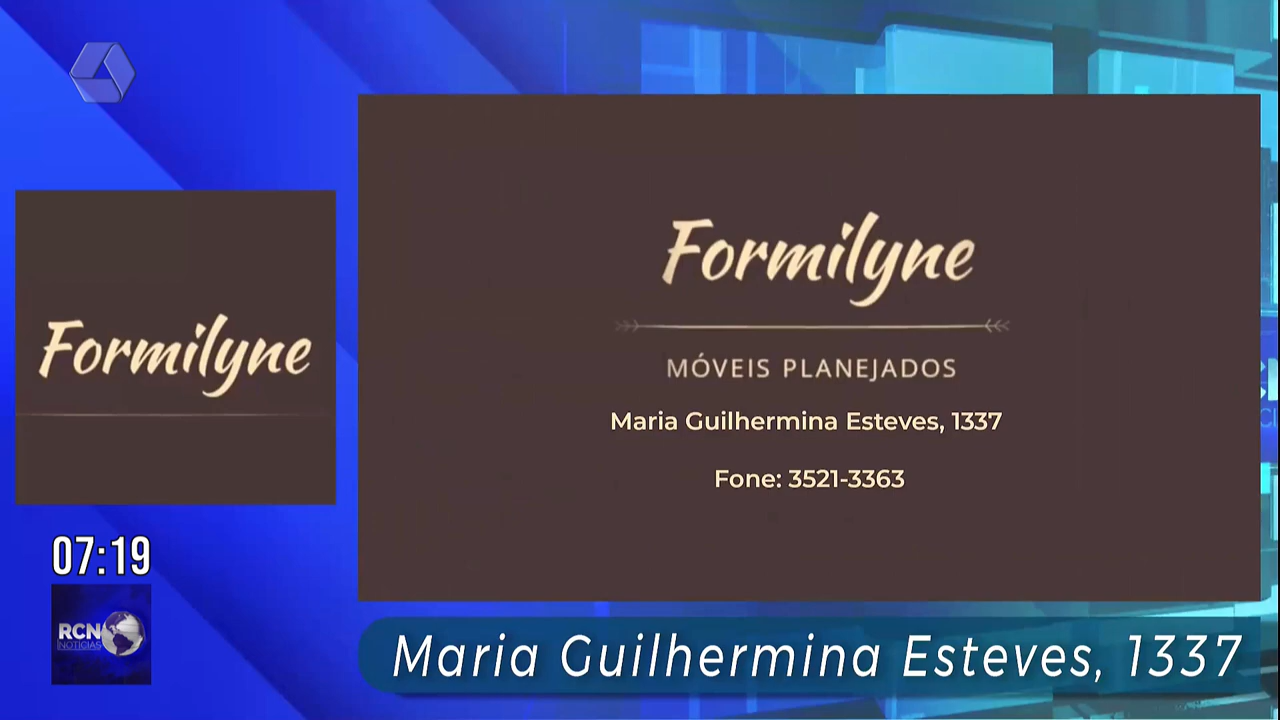 Formilyne
MÓVEIS PLANEJADOS
Maria Guilhermina Esteves, 1337
Fone: 3521-3363
Formilyne
07:19
RCN
NOTÍCIAS
Maria Guilhermina Esteves, 1337